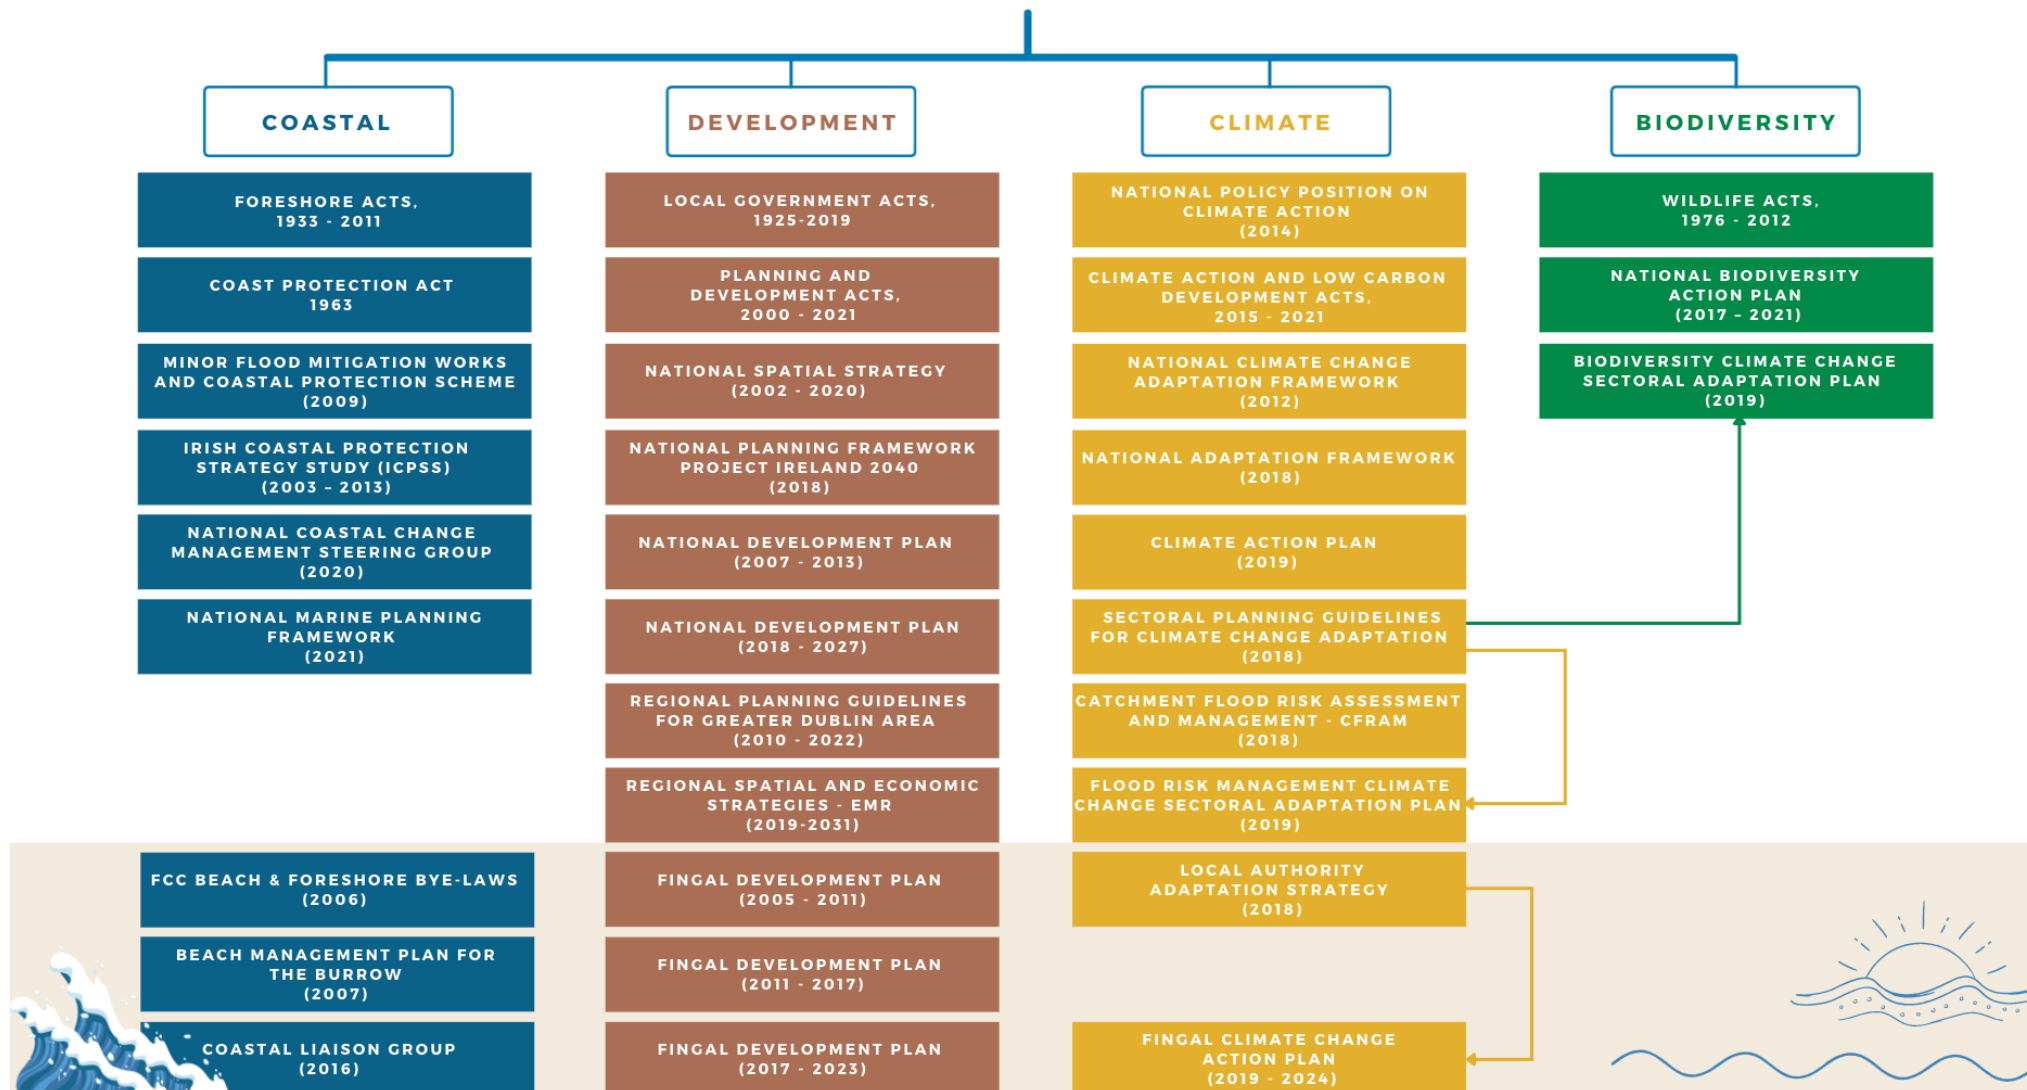 COASTAL
FORESHORE ACTS,
1933 - 2011
COAST PROTECTION ACT
1963
MINOR FLOOD MITIGATION WORKS
AND COASTAL PROTECTION SCHEME
(2009)
IRISH COASTAL PROTECTION
STRATEGY STUDY (ICPSS)
(2003 – 2013)
NATIONAL COASTAL CHANGE
MANAGEMENT STEERING GROUP
(2020)
NATIONAL MARINE PLANNING
FRAMEWORK
(2021)
FCC BEACH & FORESHORE BYE-LAWS
(2006)
BEACH MANAGEMENT PLAN FOR
THE BURROW
(2007)
COASTAL LIAISON GROUP
(2016)
DEVELOPMENT
LOCAL GOVERNMENT ACTS,
1925-2019
PLANNING AND
DEVELOPMENT ACTS,
2000 - 2021
NATIONAL SPATIAL STRATEGY
(2002 - 2020)
NATIONAL PLANNING FRAMEWORK
PROJECT IRELAND 2040
(2018)
NATIONAL DEVELOPMENT PLAN
(2007 - 2013)
NATIONAL DEVELOPMENT PLAN
(2018 - 2027)
REGIONAL PLANNING GUIDELINES
FOR GREATER DUBLIN AREA
(2010 - 2022)
REGIONAL SPATIAL AND ECONOMIC
STRATEGIES - EMR
(2019-2031)
FINGAL DEVELOPMENT PLAN
(2005 - 2011)
FINGAL DEVELOPMENT PLAN
(2011 - 2017)
FINGAL DEVELOPMENT PLAN
(2017 - 2023)
CLIMATE
NATIONAL POLICY POSITION ON
CLIMATE ACTION
(2014)
CLIMATE ACTION AND LOW CARBON
DEVELOPMENT ACTS,
2015 - 2021
NATIONAL CLIMATE CHANGE
ADAPTATION FRAMEWORK
(2012)
NATIONAL ADAPTATION FRAMEWORK
(2018)
CLIMATE ACTION PLAN
(2019)
SECTORAL PLANNING GUIDELINES
FOR CLIMATE CHANGE ADAPTATION
(2018)
CATCHMENT FLOOD RISK ASSESSMENT
AND MANAGEMENT - CFRAM
(2018)
FLOOD RISK MANAGEMENT CLIMATE
CHANGE SECTORAL ADAPTATION PLAN
(2019)
LOCAL AUTHORITY
ADAPTATION STRATEGY
(2018)
FINGAL CLIMATE CHANGE
ACTION PLAN
(2019 - 2024)
BIODIVERSITY
WILDLIFE ACTS,
1976 - 2012
NATIONAL BIODIVERSITY
ACTION PLAN
(2017 – 2021)
BIODIVERSITY CLIMATE CHANGE
SECTORAL ADAPTATION PLAN
(2019)